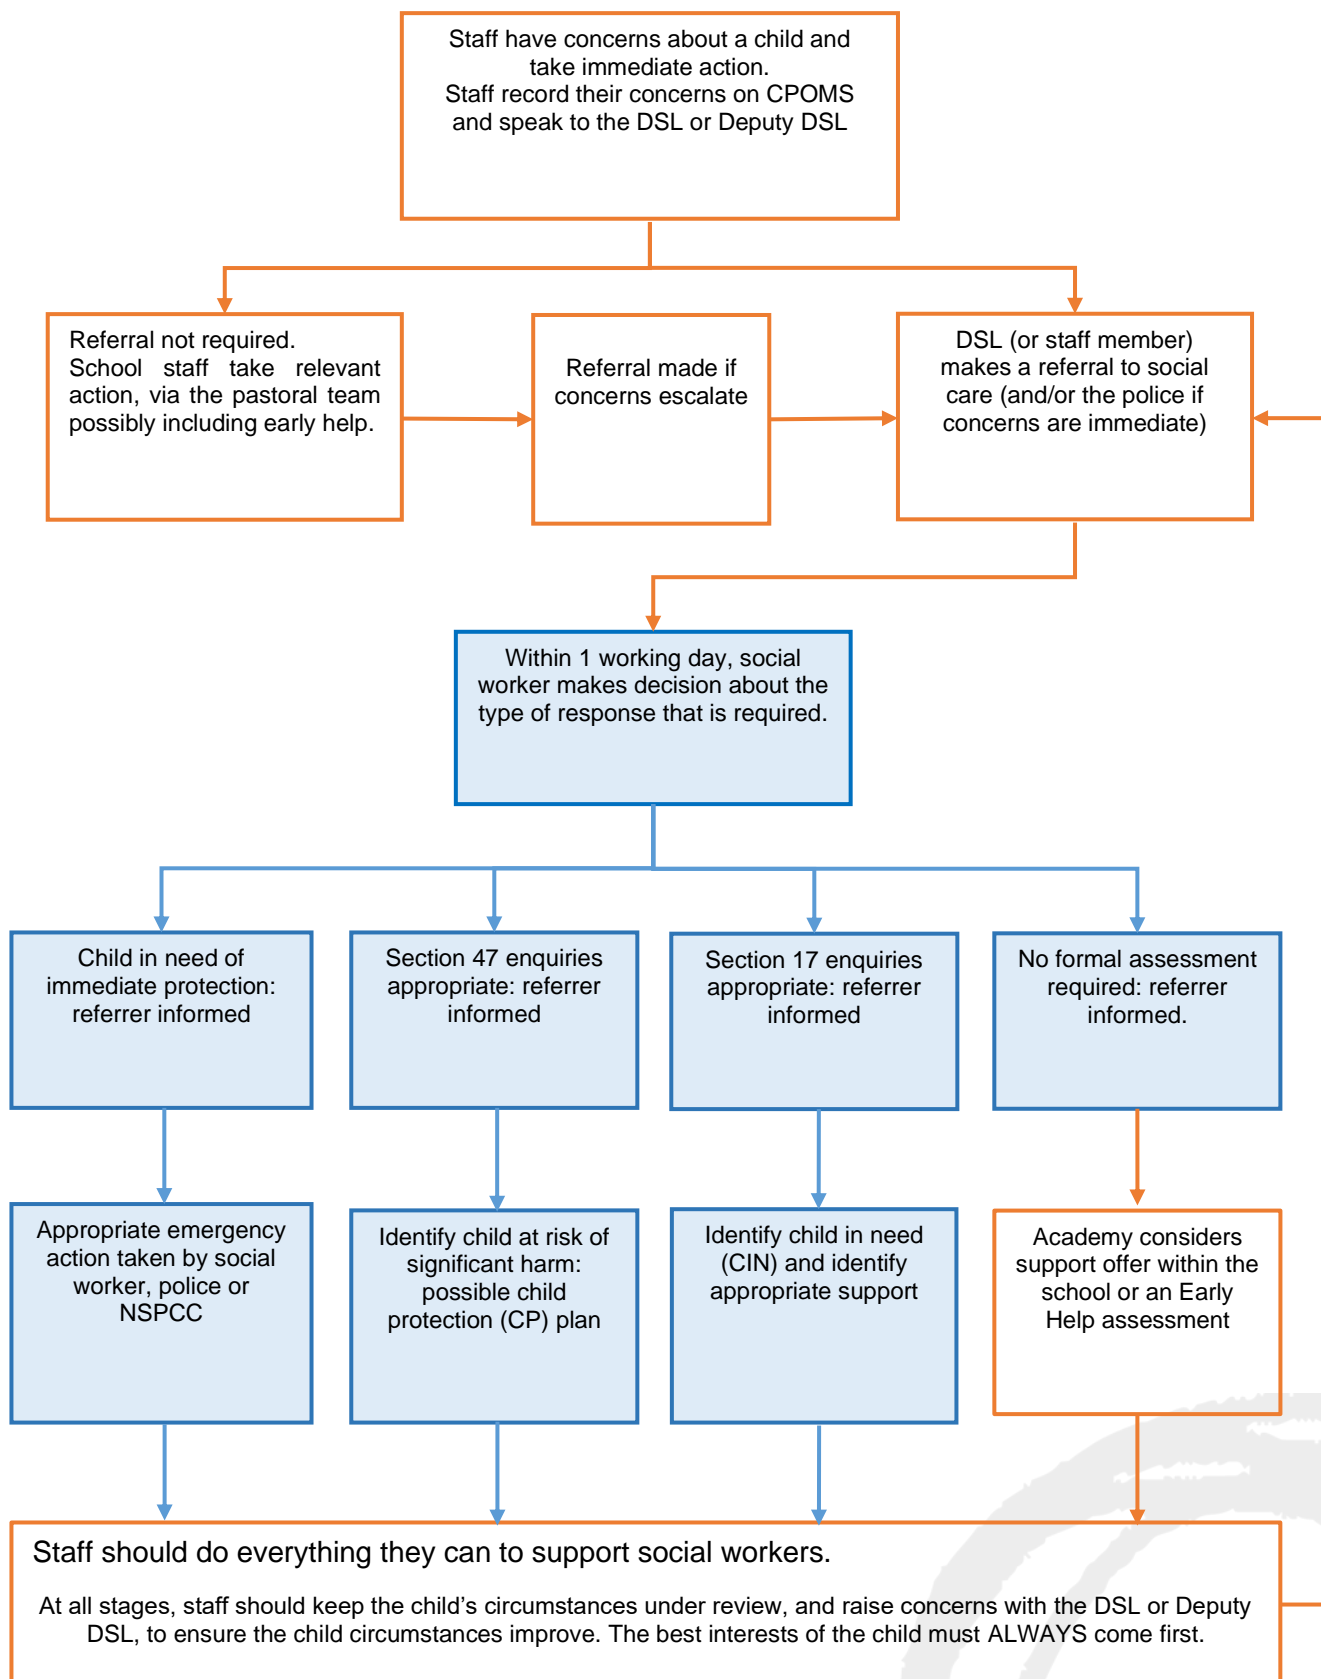 Staff have concerns about a child and
take immediate action.
Staff record their concerns on CPOMS
and speak to the DSL or Deputy DSL
Referral not required.
School staff take relevant
action, via the pastoral team
possibly including early help.
Referral made if
concerns escalate
DSL (or staff member)
makes a referral to social
care (and/or the police if
concerns are immediate)
Within 1 working day, social
worker makes decision about the
type of response that is required.
Child in need of
immediate protection:
referrer informed
Section 47 enquiries
appropriate: referrer
informed
Section 17 enquiries
appropriate: referrer
informed
No formal assessment
required: referrer
informed.
Appropriate emergency
action taken by social
worker, police or
NSPCC
Identify child at risk of
significant harm:
possible child
protection (CP) plan
Identify child in need
(CIN) and identify
appropriate support
Academy considers
support offer within the
school or an Early
Help assessment
Staff should do everything they can to support social workers.
At all stages, staff should keep the child’s circumstances under review, and raise concerns with the DSL or Deputy
DSL, to ensure the child circumstances improve. The best interests of the child must ALWAYS come first.